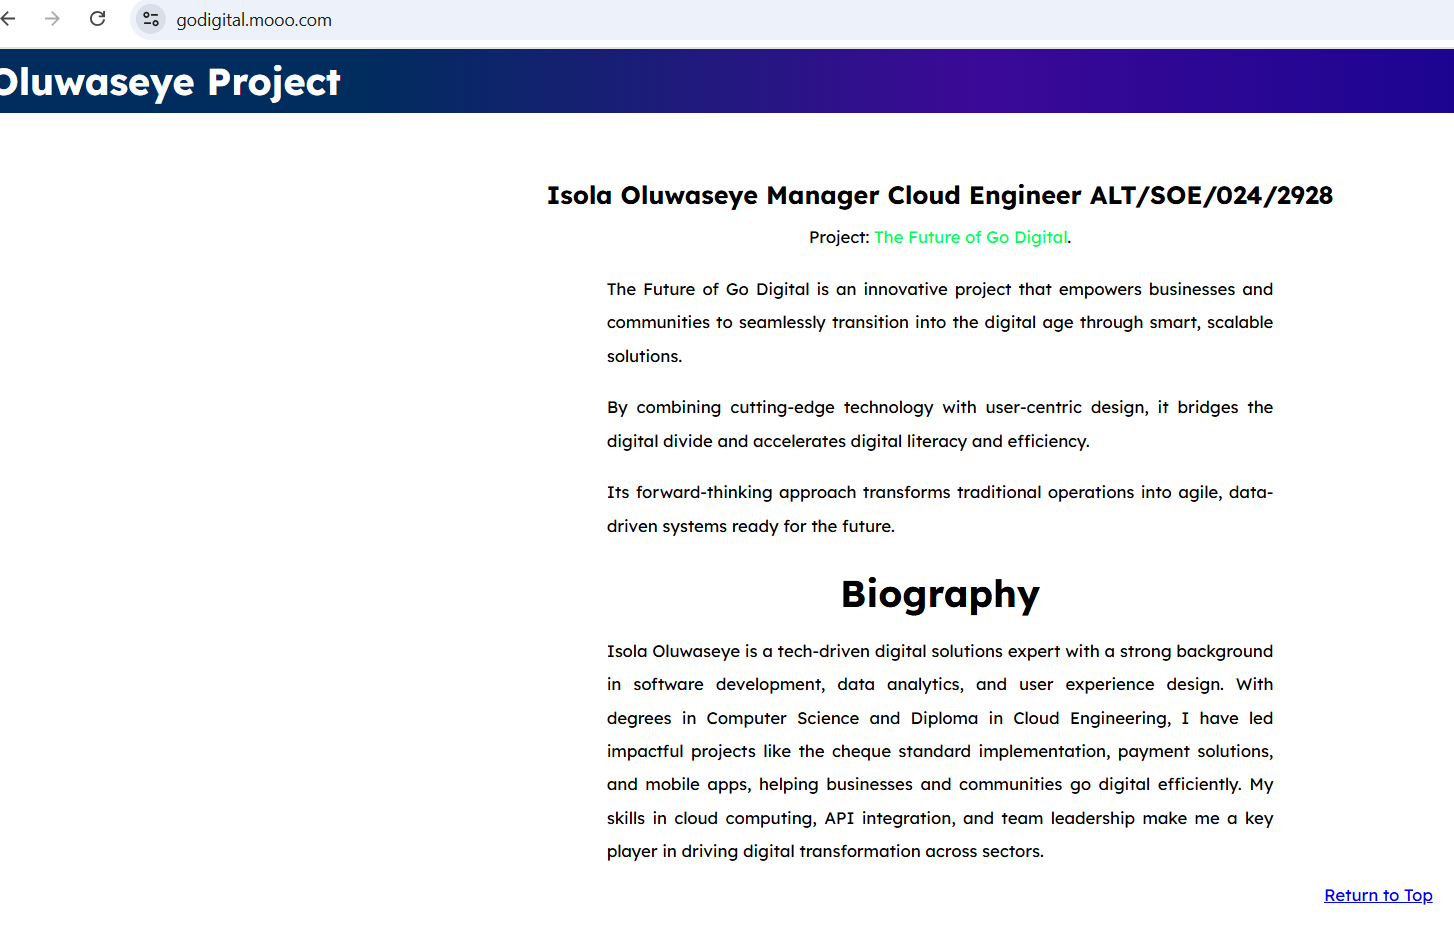 godigital.mooo.com
Oluwaseye Project
Isola Oluwaseye Manager Cloud Engineer ALT/SOE/024/2928
Project: The Future of Go Digital.
The Future of Go Digital is an innovative project that empowers businesses and
communities to seamlessly transition into the digital age through smart, scalable
solutions.
By combining cutting-edge technology with user-centric design, it bridges the
digital divide and accelerates digital literacy and efficiency.
Its forward-thinking approach transforms traditional operations into agile, data-
driven systems ready for the future.
Biography
Isola Oluwaseye is a tech-driven digital solutions expert with a strong background
in software development, data analytics, and user experience design. With
degrees in Computer Science and Diploma in Cloud Engineering, I have led
impactful projects like the cheque standard implementation, payment solutions,
and mobile apps, helping businesses and communities go digital efficiently. My
skills in cloud computing, API integration, and team leadership make me a key
player in driving digital transformation across sectors.
Return to Top